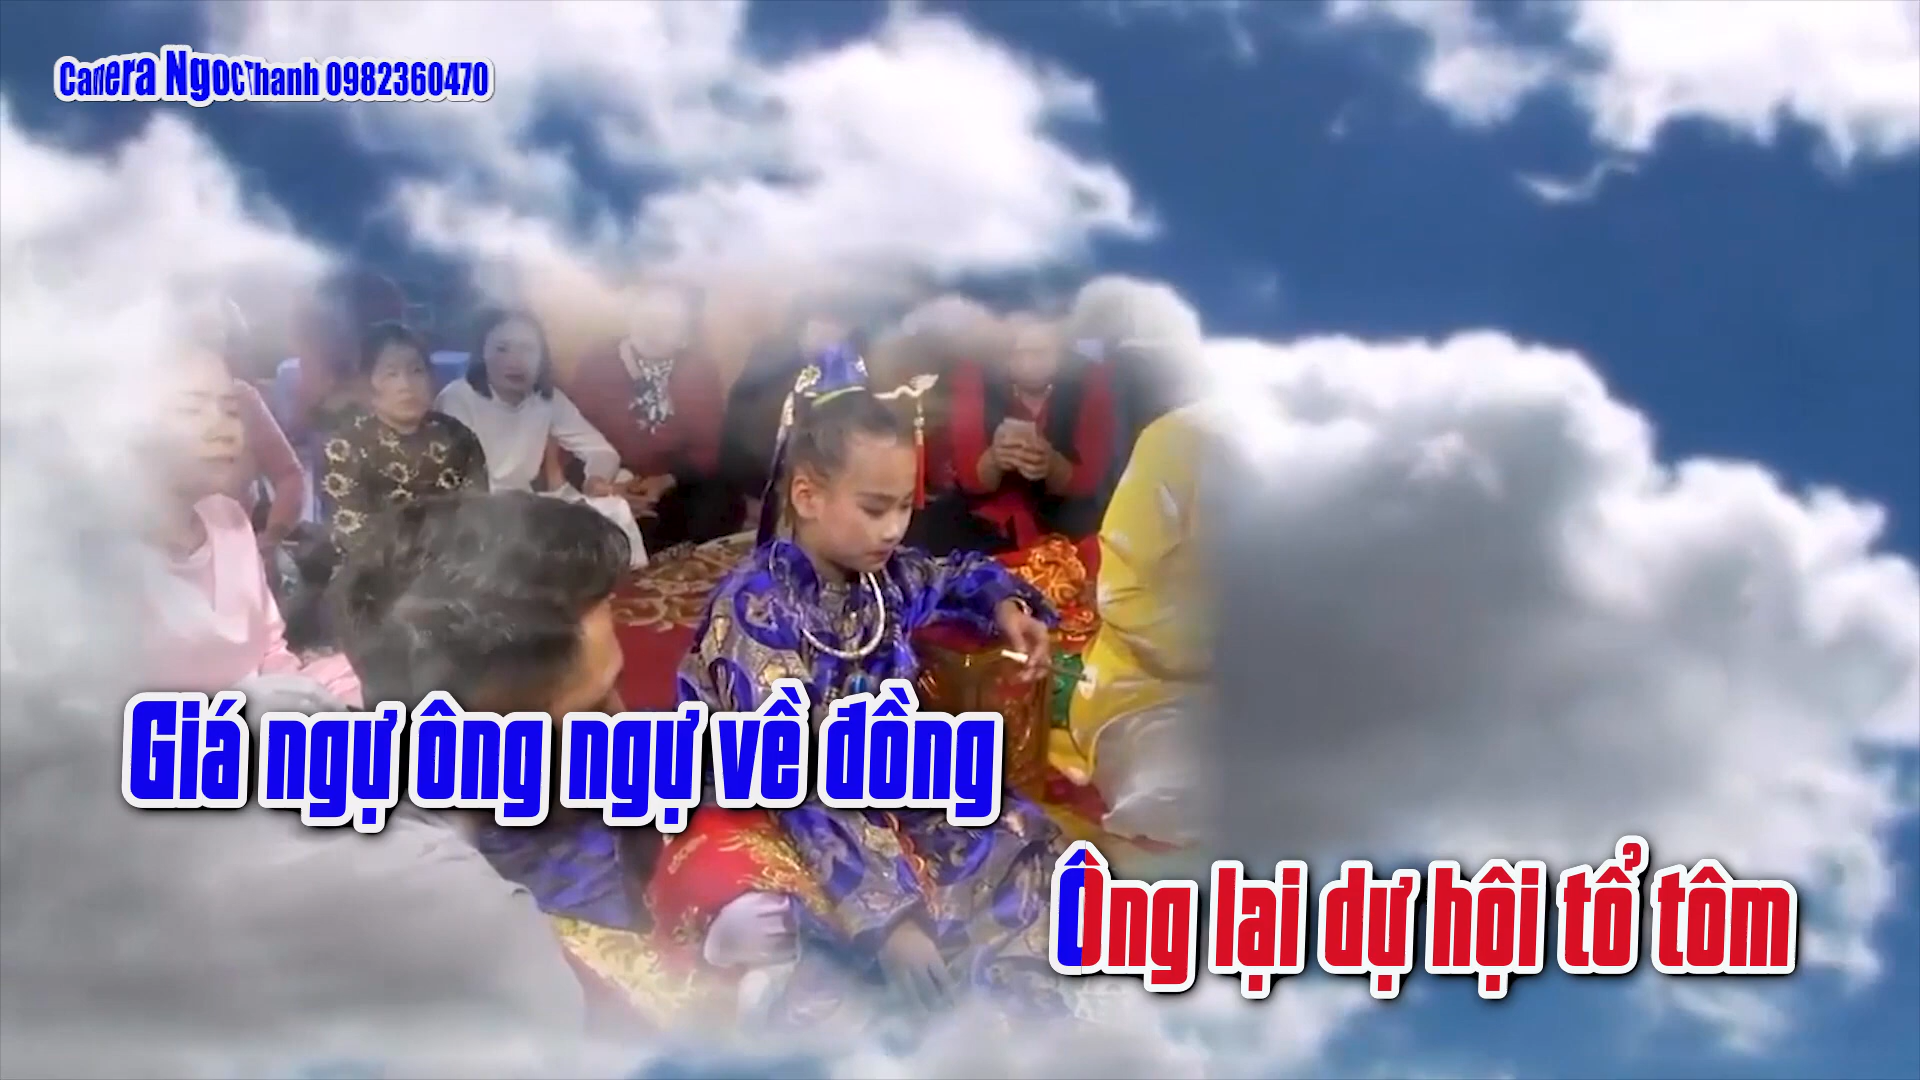 Camera Ngoc Thanh 0982360470
Giá ngự ông ngự về đồng
Ông lại dự hội tổ tôm